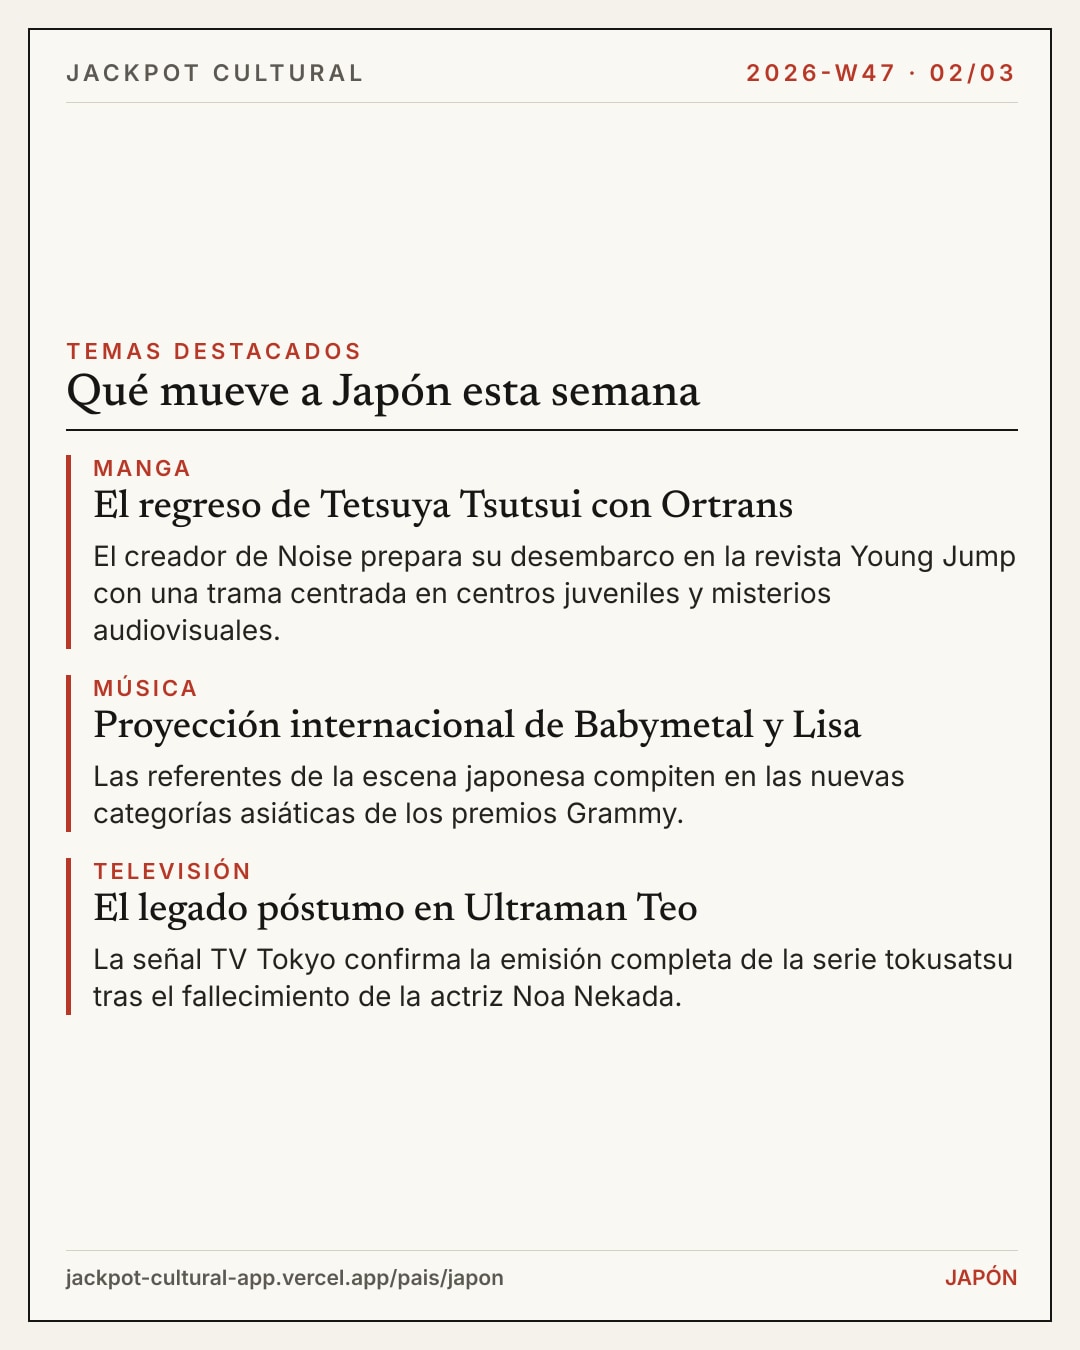 JACKPOT CULTURAL
2026-W47 · 02/03
TEMAS DESTACADOS
Qué mueve a Japón esta semana
MANGA
El regreso de Tetsuya Tsutsui con Ortrans
El creador de Noise prepara su desembarco en la revista Young Jump
con una trama centrada en centros juveniles y misterios
audiovisuales.
MÚSICA
Proyección internacional de Babymetal y Lisa
Las referentes de la escena japonesa compiten en las nuevas
categorías asiáticas de los premios Grammy.
TELEVISIÓN
El legado póstumo en Ultraman Teo
La señal TV Tokyo confirma la emisión completa de la serie tokusatsu
tras el fallecimiento de la actriz Noa Nekada.
jackpot-cultural-app.vercel.app/pais/japon
JAPÓN